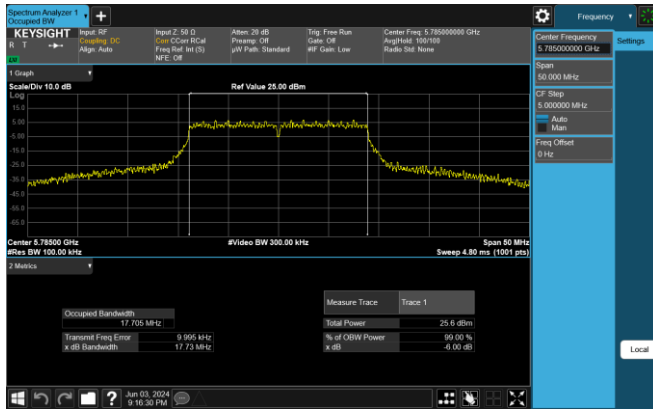 Spectrum Analyzer 1
Occupied BW
+
Frequency
KEYSIGHT
R T
Input: RF
Coupling: DC
Align: Auto
Input Z: 50 Ω
Corr CCorr RCal
Freq Ref: Int (S)
NFE: Off
Atten: 20 dB
Preamp: Off
µW Path: Standard
Trig: Free Run
Gate: Off
#IF Gain: Low
Center Freq: 5.785000000 GHz
Avg|Hold: 100/100
Radio Std: None
1 Graph
Scale/Div 10.0 dB
Ref Value 25.00 dBm
Log
15.0
5.00
-5.00
-15.0
-25.0
-35.0
-45.0
-55.0
-65.0
Center 5.78500 GHz
#Video BW 300.00 kHz
Span 50 MHz
#Res BW 100.00 kHz
Sweep 4.80 ms (1001 pts)
2 Metrics
Measure Trace
Trace 1
Occupied Bandwidth
17.705 MHz
Total Power
25.6 dBm
Transmit Freq Error
9.995 kHz
% of OBW Power
99.00 %
x dB Bandwidth
17.73 MHz
x dB
-6.00 dB
Center Frequency
5.785000000 GHz
Settings
Span
50.000 MHz
CF Step
5.000000 MHz
Auto
Man
Freq Offset
0 Hz
Local
?
Jun 03, 2024
9:16:30 PM